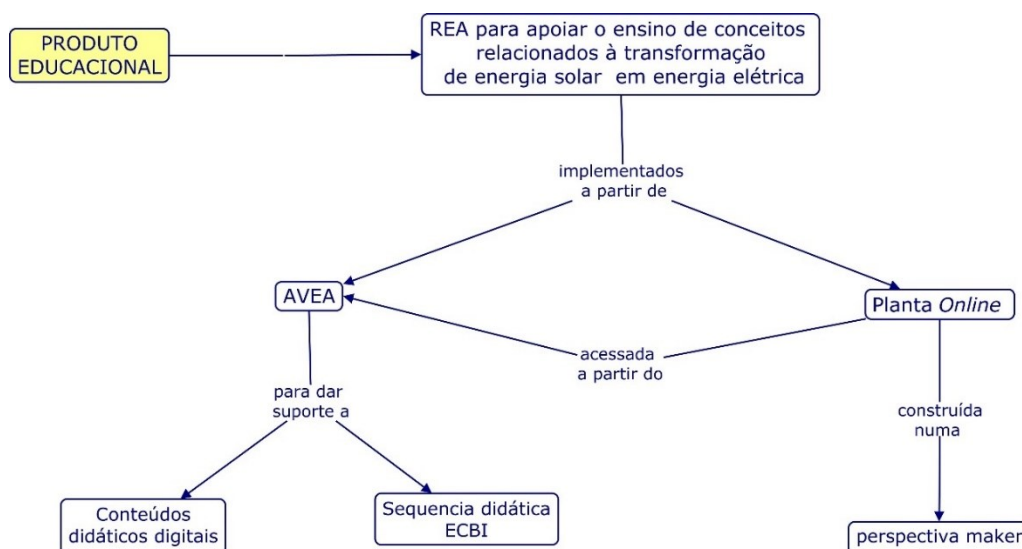 PRODUTO
EDUCACIONAL
REA para apoiar o ensino de conceitos
relacionados à transformação
de energia solar em energia elétrica
implementados
a partir de
AVEA
Planta Online
acessada
a partir do
para dar
suporte a
construída
numa
Conteúdos
didáticos digitais
Sequencia didática
ECBI
perspectiva maker